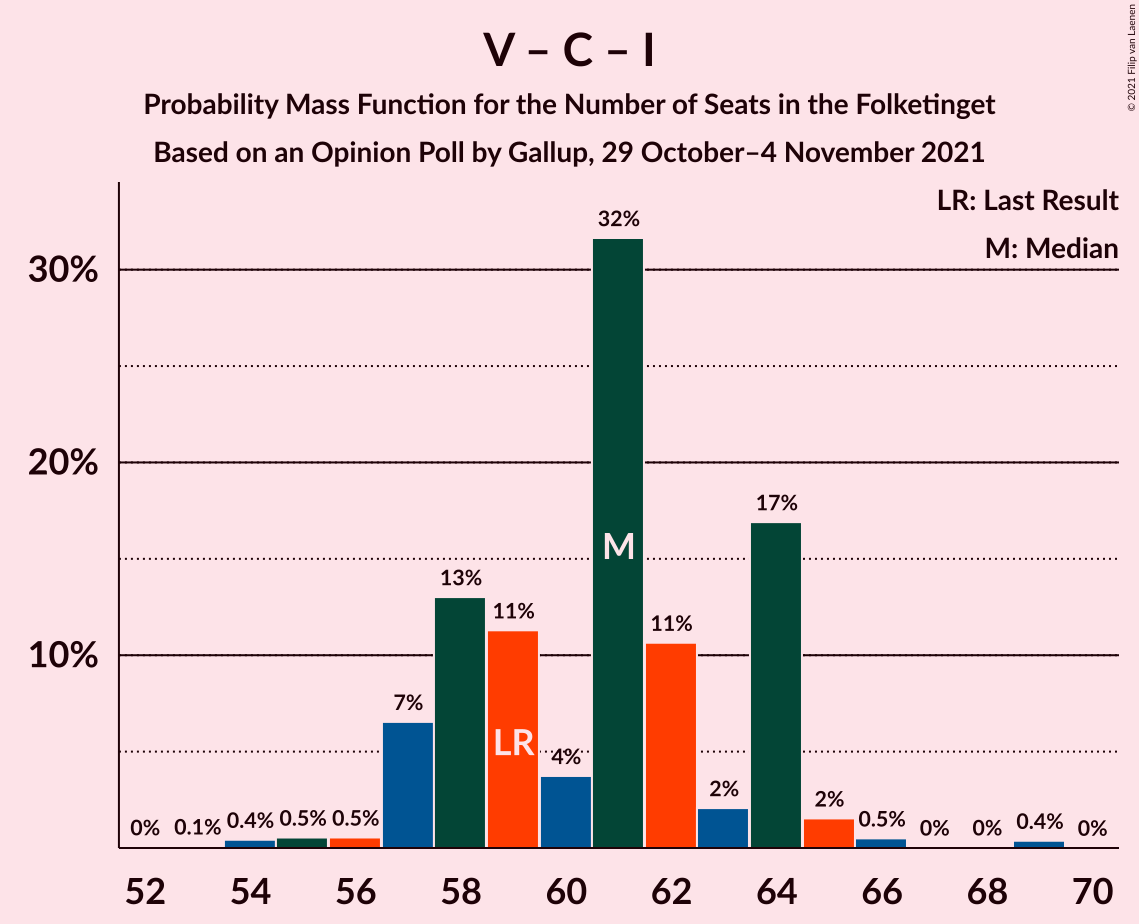 V – C – I
Probability Mass Function for the Number of Seats in the Folketinget
Based on an Opinion Poll by Gallup, 29 October–4 November 2021
© 2021 Filip van Laenen
LR: Last Result
M: Median
30%
20%
10%
0%
0.1%
0.4%
0.5%
0.5%
7%
13%
11%
4%
32%
11%
2%
17%
2%
0.5%
0%
0%
0.4%
0%
LR
M
52 54 56 58 60 62 64 66 68 70